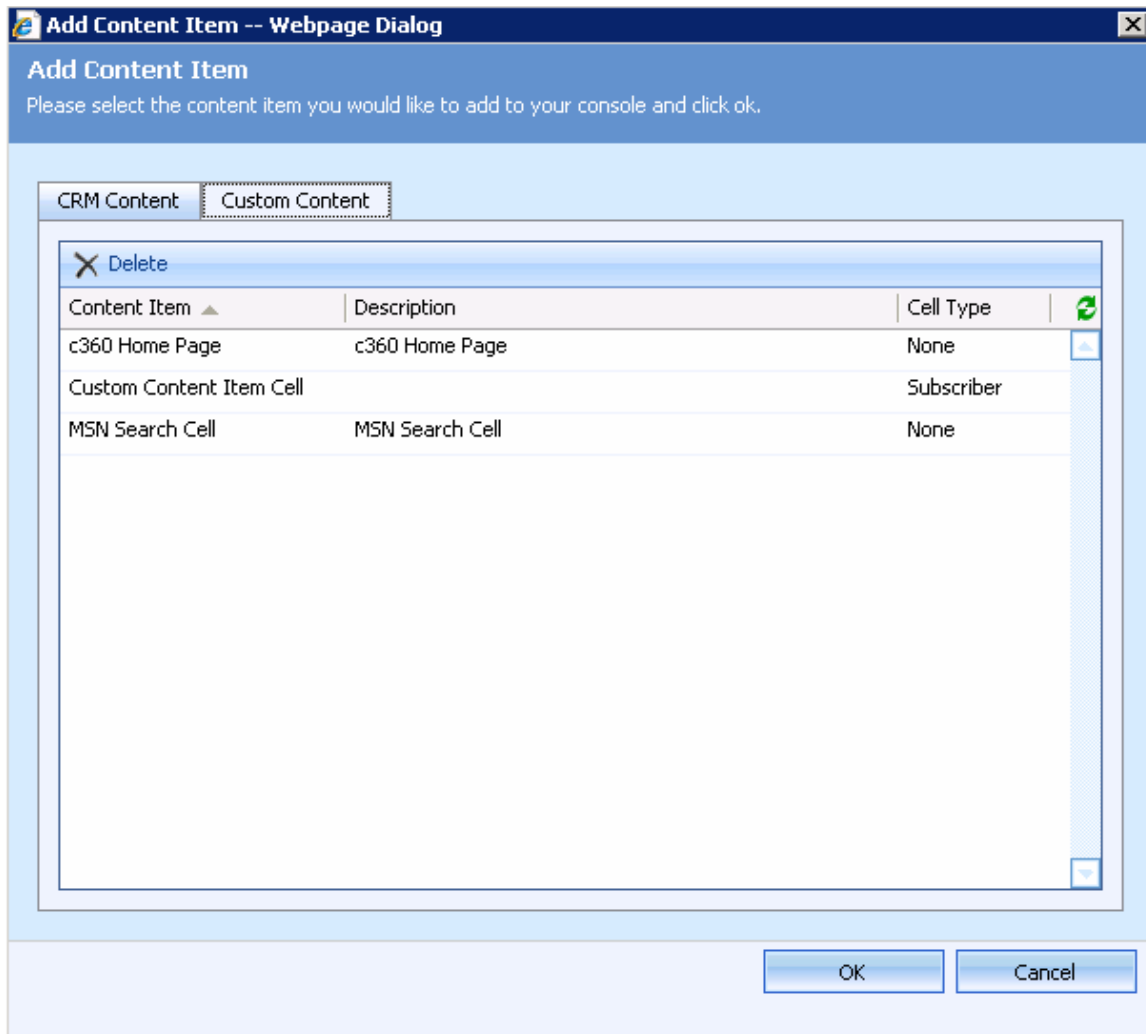 Add Content Item -- Webpage Dialog
Add Content Item
Please select the content item you would like to add to your console and click ok.
CRM Content Custom Content
Delete
Content Item Description Cell Type
c360 Home Page c360 Home Page None
Custom Content Item Cell Subscriber
MSN Search Cell MSN Search Cell None
OK Cancel